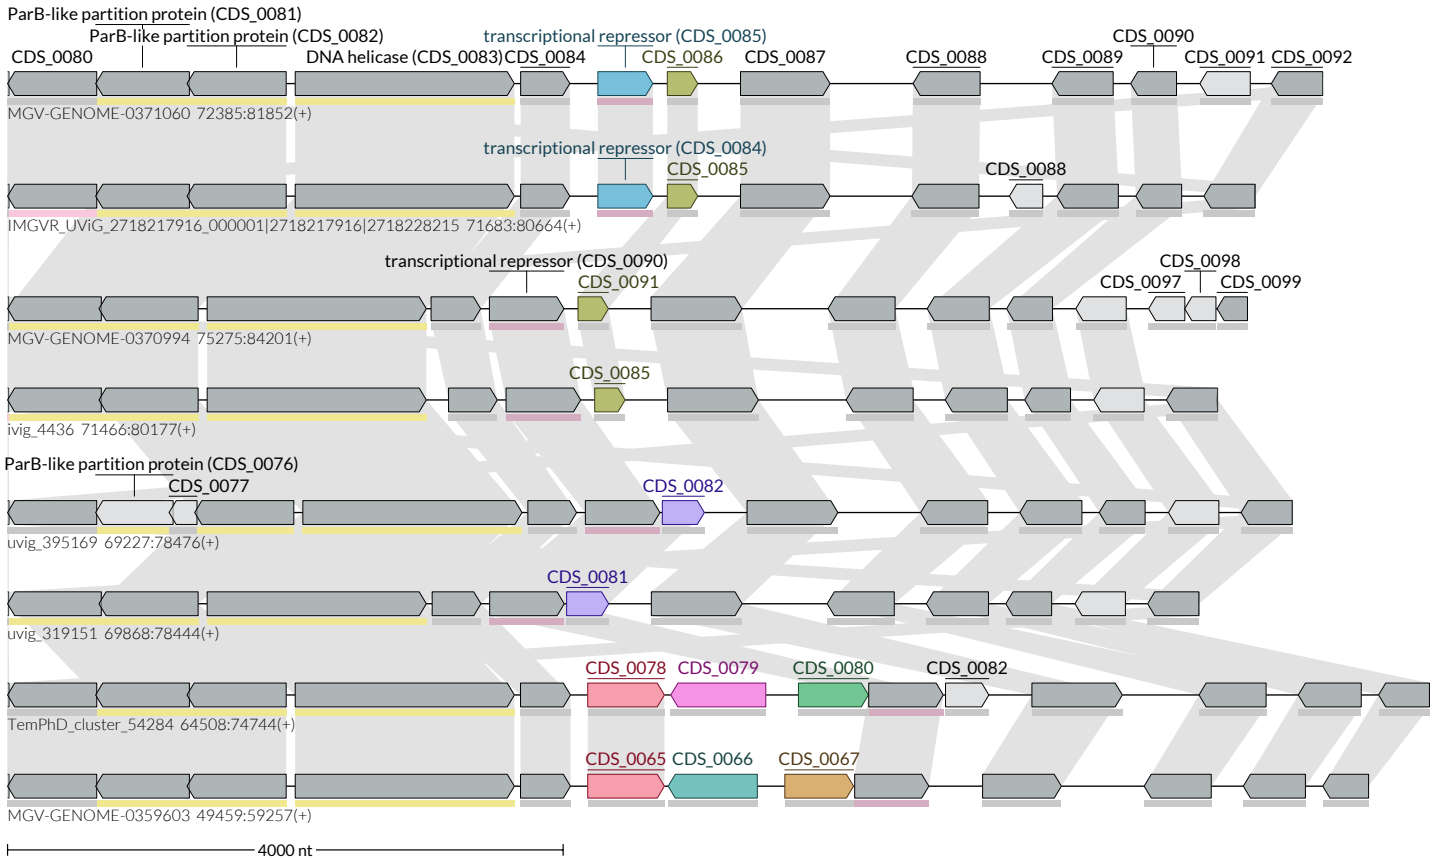 ParB-like partition protein (CDS_0081)
ParB-like partition protein (CDS_0082) transcriptional repressor (CDS_0085) CDS_0090
CDS_0080 DNA helicase (CDS_0083) CDS_0084 CDS_0086 CDS_0087 CDS_0088 CDS_0089 CDS_0091 CDS_0092
MGV-GENOME-0371060 72385:81852(+)
transcriptional repressor (CDS_0084)
CDS_0085 CDS_0088
IMGVR_UViG_2718217916_000001|2718217916|2718228215 71683:80664(+)
transcriptional repressor (CDS_0090) CDS_0098
CDS_0091 CDS_0097 CDS_0099
MGV-GENOME-0370994 75275:84201(+)
CDS_0085
ivig_4436 71466:80177(+)
ParB-like partition protein (CDS_0076)
CDS_0077 CDS_0082
uvig_395169 69227:78476(+)
CDS_0081
uvig_319151 69868:78444(+)
CDS_0078 CDS_0079 CDS_0080 CDS_0082
TemPhD_cluster_54284 64508:74744(+)
CDS_0065 CDS_0066 CDS_0067
MGV-GENOME-0359603 49459:59257(+)
4000 nt